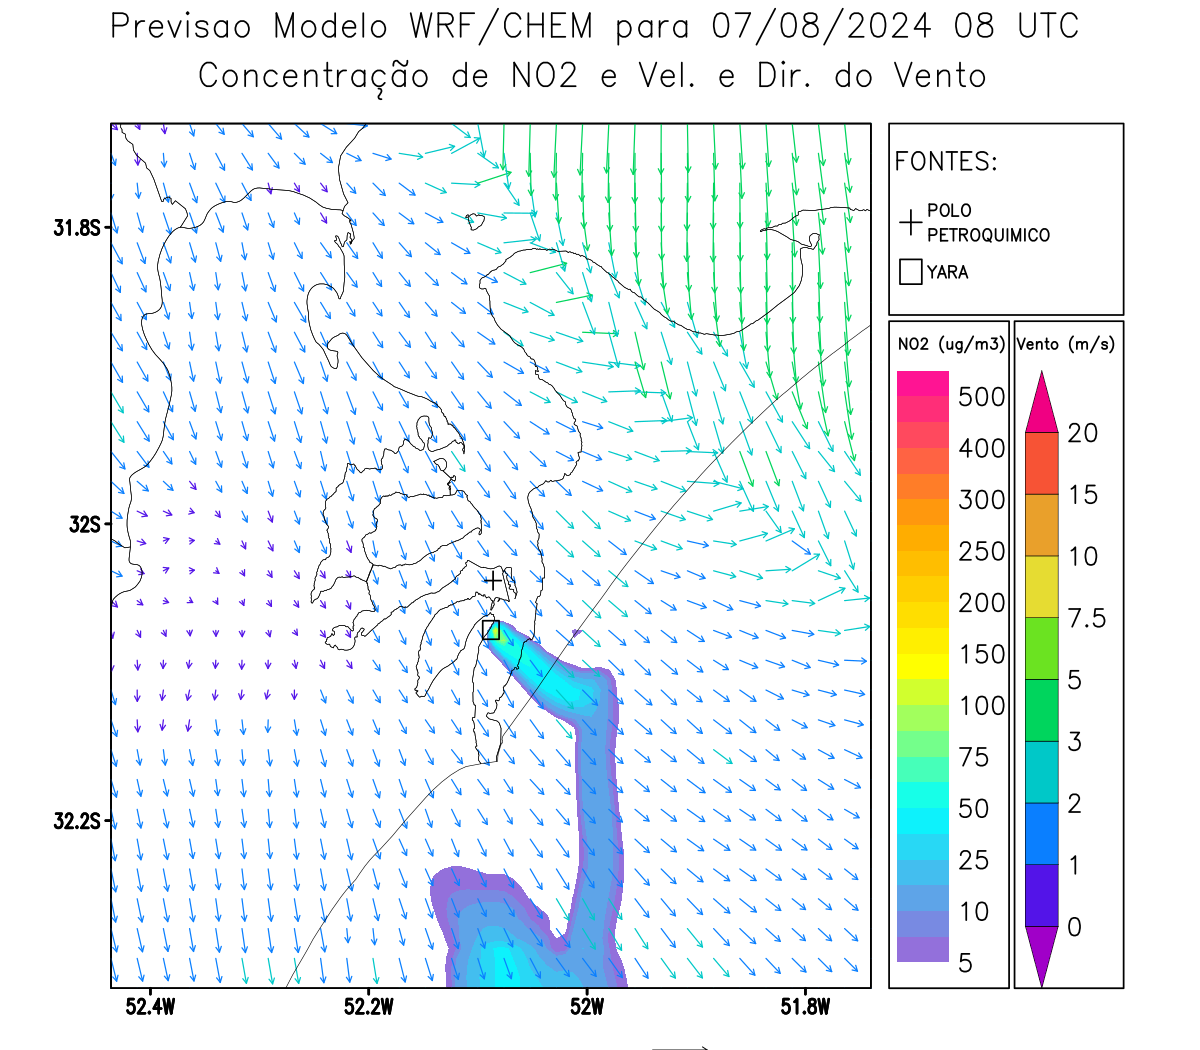 Previsao Modelo WRF/CHEM para 07/08/2024 08 UTC
Concentração de NO2 e Vel. e Dir. do Vento
FONTES:
POLO
PETROQUIMICO
YARA
NO2 (ug/m3)
500
400
300
250
200
150
100
75
50
25
10
5
Vento (m/s)
20
15
10
7.5
5
3
2
1
0
31.8S
32S
32.2S
52.4W
52.2W
52W
51.8W